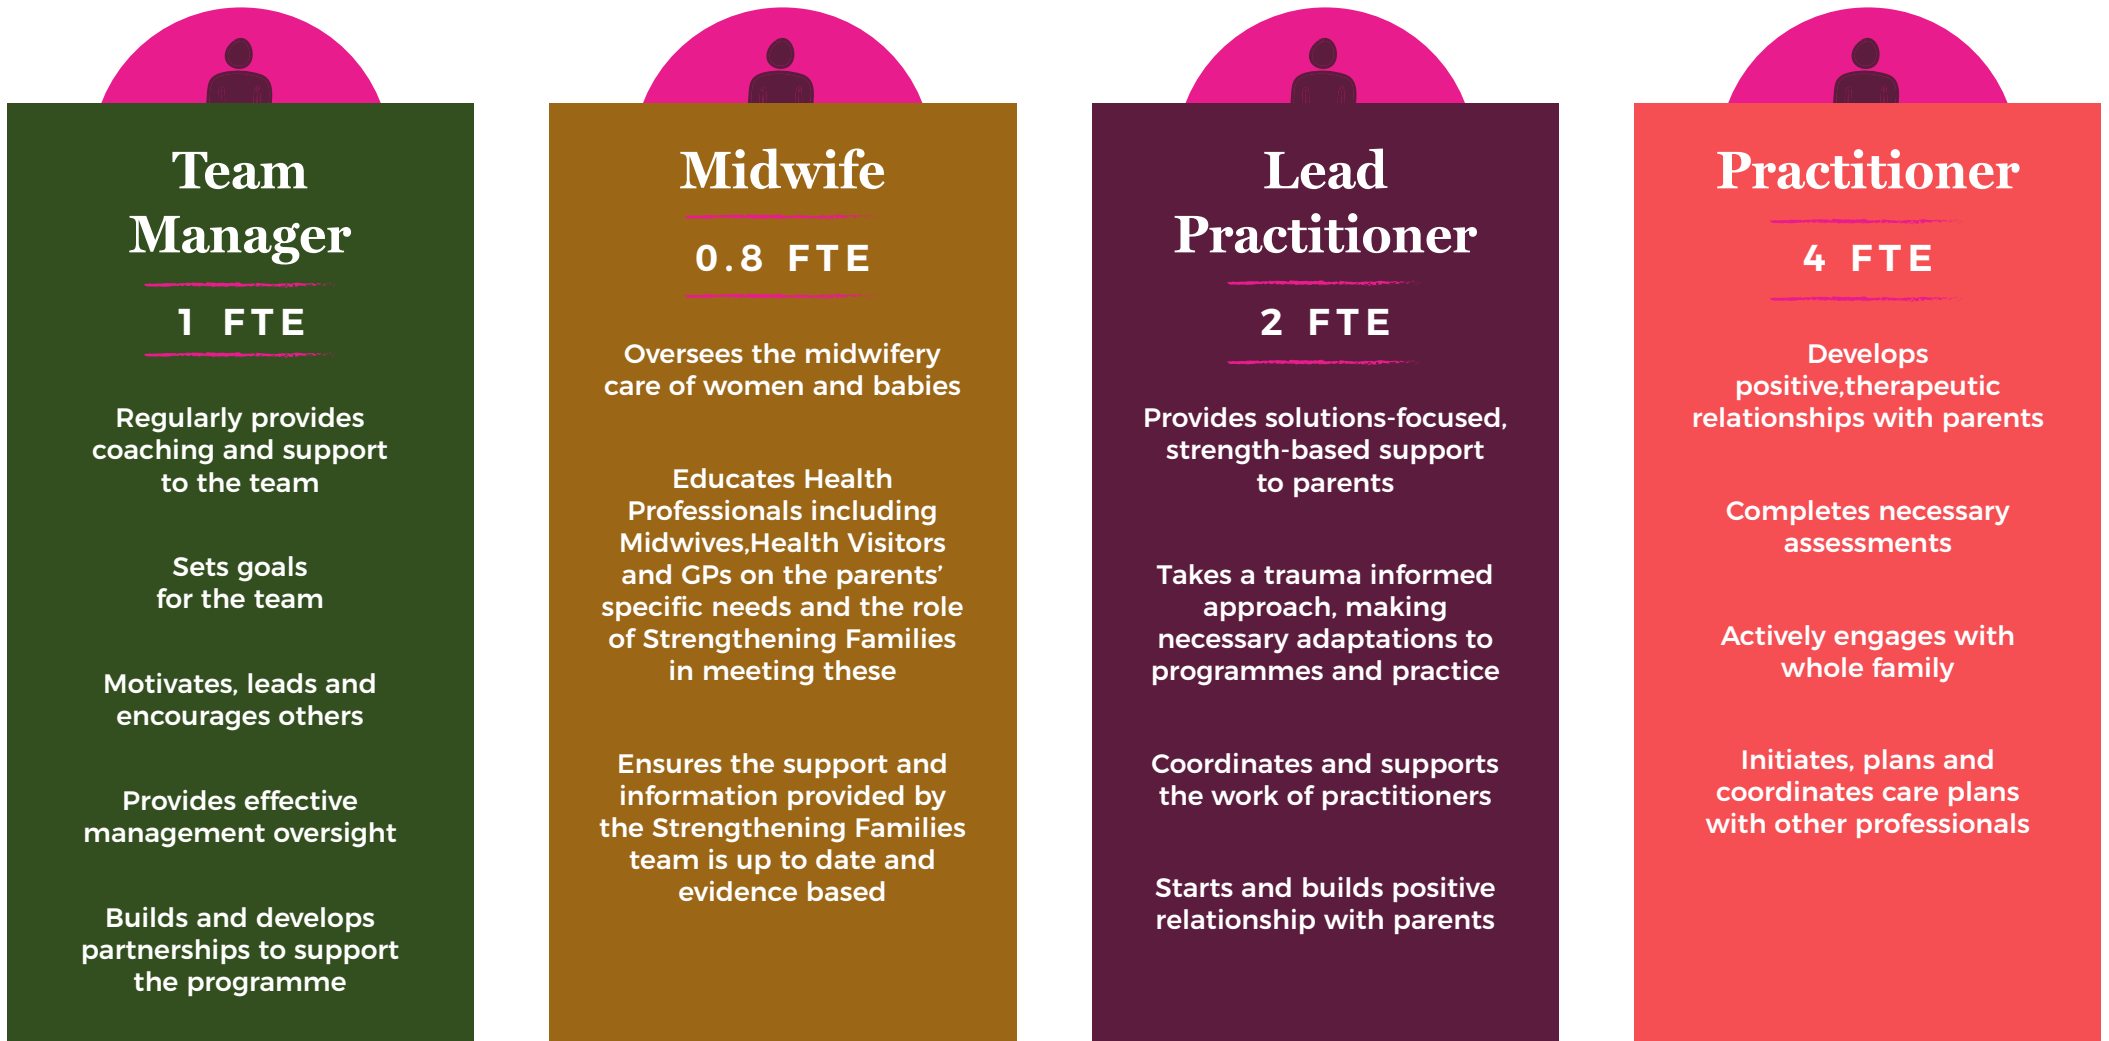 Team
Manager
1 FTE
Regularly provides
coaching and support
to the team
Sets goals
for the team
Motivates, leads and
encourages others
Provides effective
management oversight
Builds and develops
partnerships to support
the programme
Midwife
0.8 FTE
Oversees the midwifery
care of women and babies
Educates Health
Professionals including
Midwives,Health Visitors
and GPs on the parents’
specific needs and the role
of Strengthening Families
in meeting these
Ensures the support and
information provided by
the Strengthening Families
team is up to date and
evidence based
Lead
Practitioner
2 FTE
Provides solutions-focused,
strength-based support
to parents
Takes a trauma informed
approach, making
necessary adaptations to
programmes and practice
Coordinates and supports
the work of practitioners
Starts and builds positive
relationship with parents
Practitioner
4 FTE
Develops
positive,therapeutic
relationships with parents
Completes necessary
assessments
Actively engages with
whole family
Initiates, plans and
coordinates care plans
with other professionals